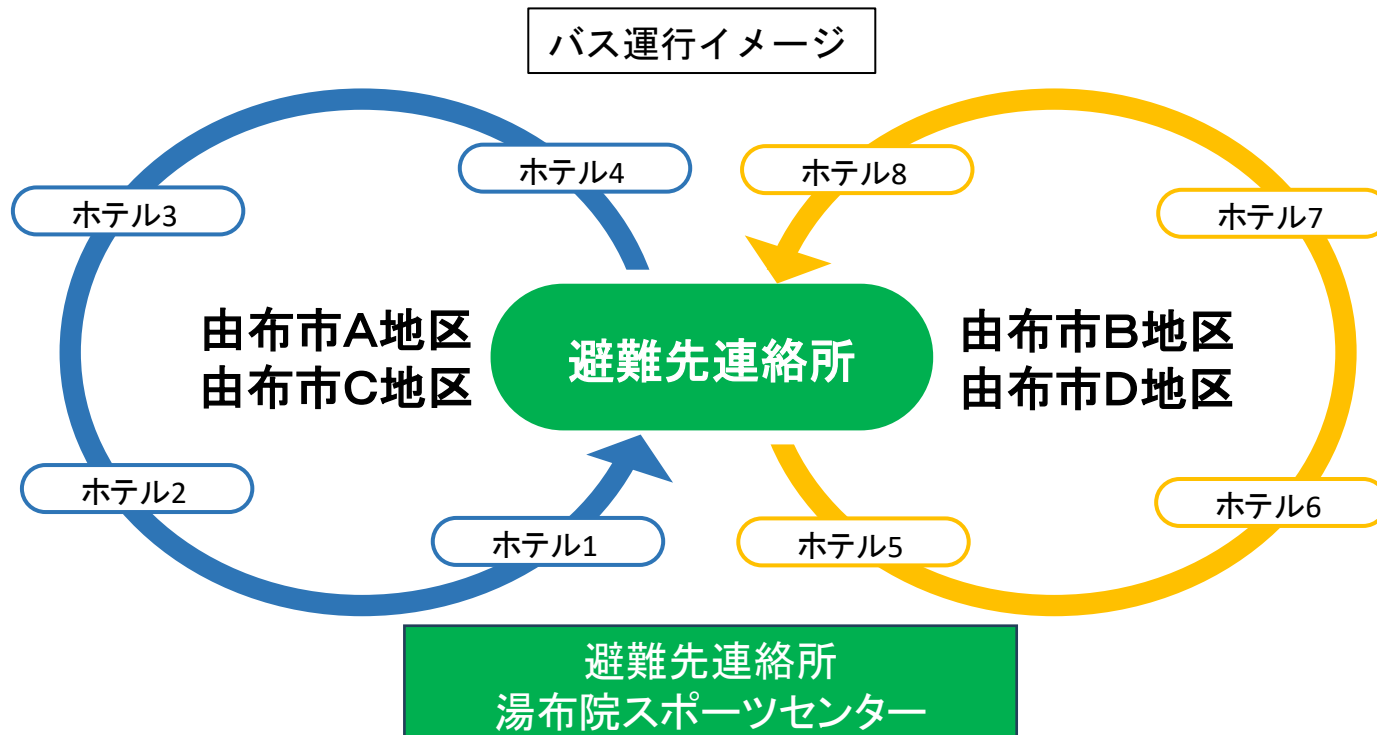 バス運行イメージ
ホテル4
ホテル8
ホテル3
ホテル7
由布市A地区
由布市C地区
避難先連絡所
由布市B地区
由布市D地区
ホテル2
ホテル6
ホテル1
ホテル5
避難先連絡所
湯布院スポーツセンター